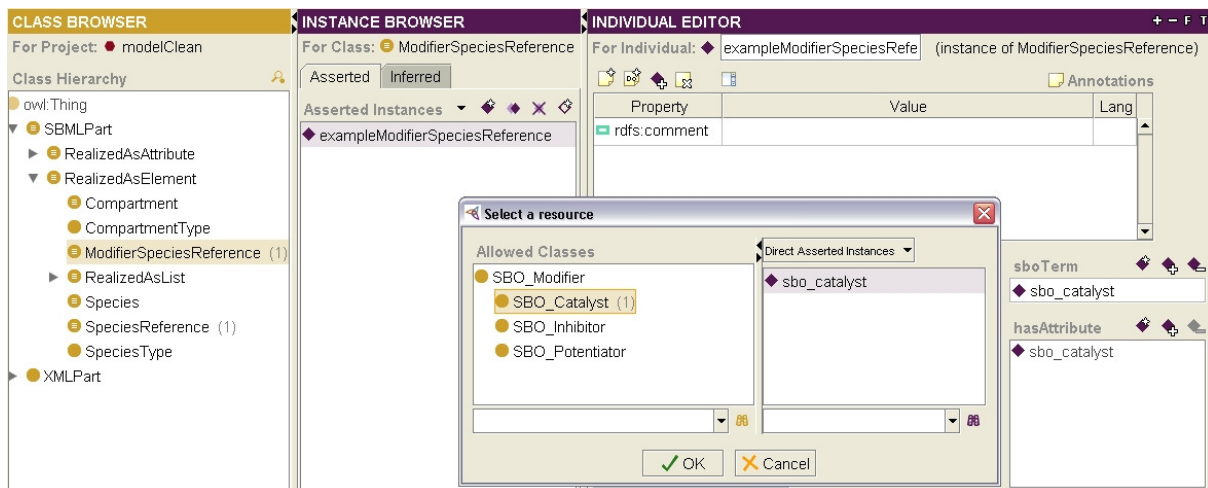 CLASS BROWSER
For Project: modelClean
Class Hierarchy
owl:Thing
SBMLPart
RealizedAsAttribute
RealizedAsElement
Compartment
CompartmentType
ModifierSpeciesReference (1)
RealizedAsList
Species
SpeciesReference (1)
SpeciesType
XMLPart
INSTANCE BROWSER
For Class: ModifierSpeciesReference
Asserted Inferred
Asserted Instances
exampleModifierSpeciesReference
INDIVIDUAL EDITOR + − F T
For Individual: exampleModifierSpeciesRefe (instance of ModifierSpeciesReference)
Annotations
Property Value Lang
rdfs:comment
Select a resource
Allowed Classes
SBO_Modifier
SBO_Catalyst (1)
SBO_Inhibitor
SBO_Potentiator
Direct Asserted Instances
sbo_catalyst
OK Cancel
sboTerm
sbo_catalyst
hasAttribute
sbo_catalyst